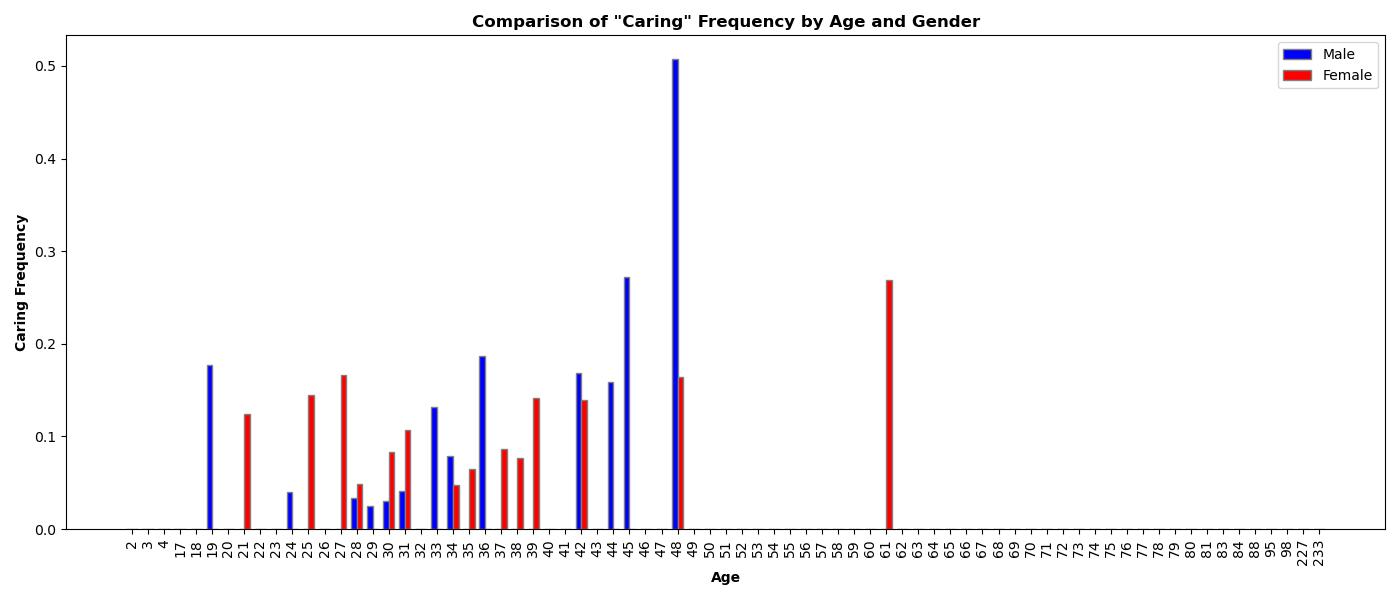 Comparison of "Caring" Frequency by Age and Gender
Male
Female
Caring Frequency
0.5
0.4
0.3
0.2
0.1
0.0
2 3 4 17 18 19 20 21 22 23 24 25 26 27 28 29 30 31 32 33 34 35 36 37 38 39 40 41 42 43 44 45 46 47 48 49 50 51 52 53 54 55 56 57 58 59 60 61 62 63 64 65 66 67 68 69 70 71 72 73 74 75 76 77 78 79 80 81 83 84 88 95 98 227 233
Age